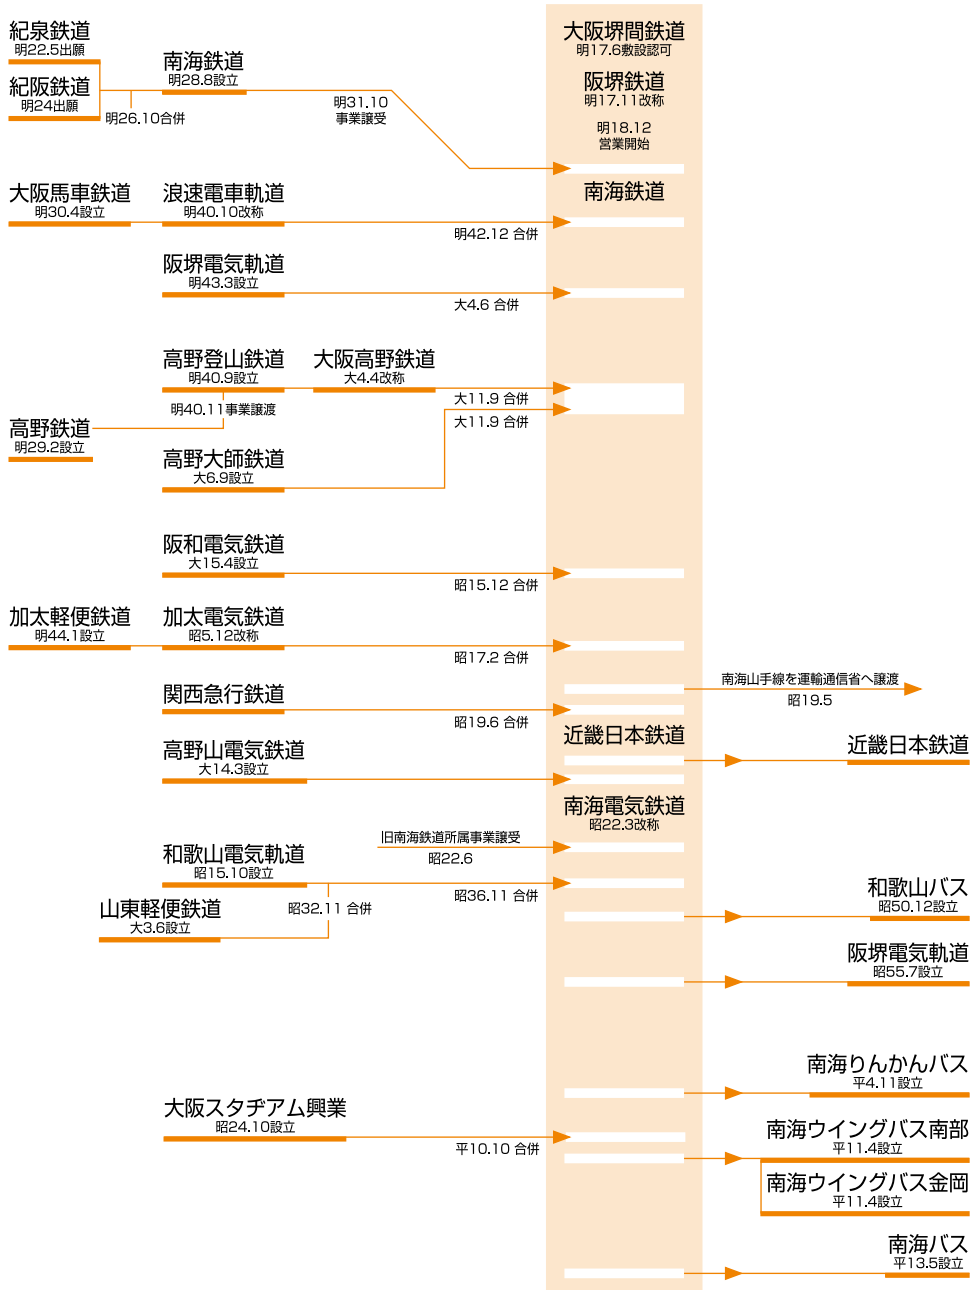 紀泉鉄道
明22.5出願
紀阪鉄道
明24出願
明26.10合併
南海鉄道
明28.8設立
明31.10
事業譲受
大阪堺間鉄道
明17.6敷設認可
阪堺鉄道
明17.11改称
明18.12
営業開始
南海鉄道
大阪馬車鉄道
明30.4設立
浪速電車軌道
明40.10改称
明42.12 合併
阪堺電気軌道
明43.3設立
大4.6 合併
高野登山鉄道
明40.9設立
大阪高野鉄道
大4.4改称
大11.9 合併
明40.11事業譲渡
大11.9 合併
高野鉄道
明29.2設立
高野大師鉄道
大6.9設立
阪和電気鉄道
大15.4設立
昭15.12 合併
加太軽便鉄道
明44.1設立
加太電気鉄道
昭5.12改称
昭17.2 合併
南海山手線を運輸通信省へ譲渡
昭19.5
関西急行鉄道
昭19.6 合併
近畿日本鉄道
近畿日本鉄道
高野山電気鉄道
大14.3設立
南海電気鉄道
昭22.3改称
旧南海鉄道所属事業譲受
昭22.6
和歌山電気軌道
昭15.10設立
昭36.11 合併
昭32.11 合併
山東軽便鉄道
大3.6設立
和歌山バス
昭50.12設立
阪堺電気軌道
昭55.7設立
南海りんかんバス
平4.11設立
大阪スタヂアム興業
昭24.10設立
平10.10 合併
南海ウイングバス南部
平11.4設立
南海ウイングバス金岡
平11.4設立
南海バス
平13.5設立